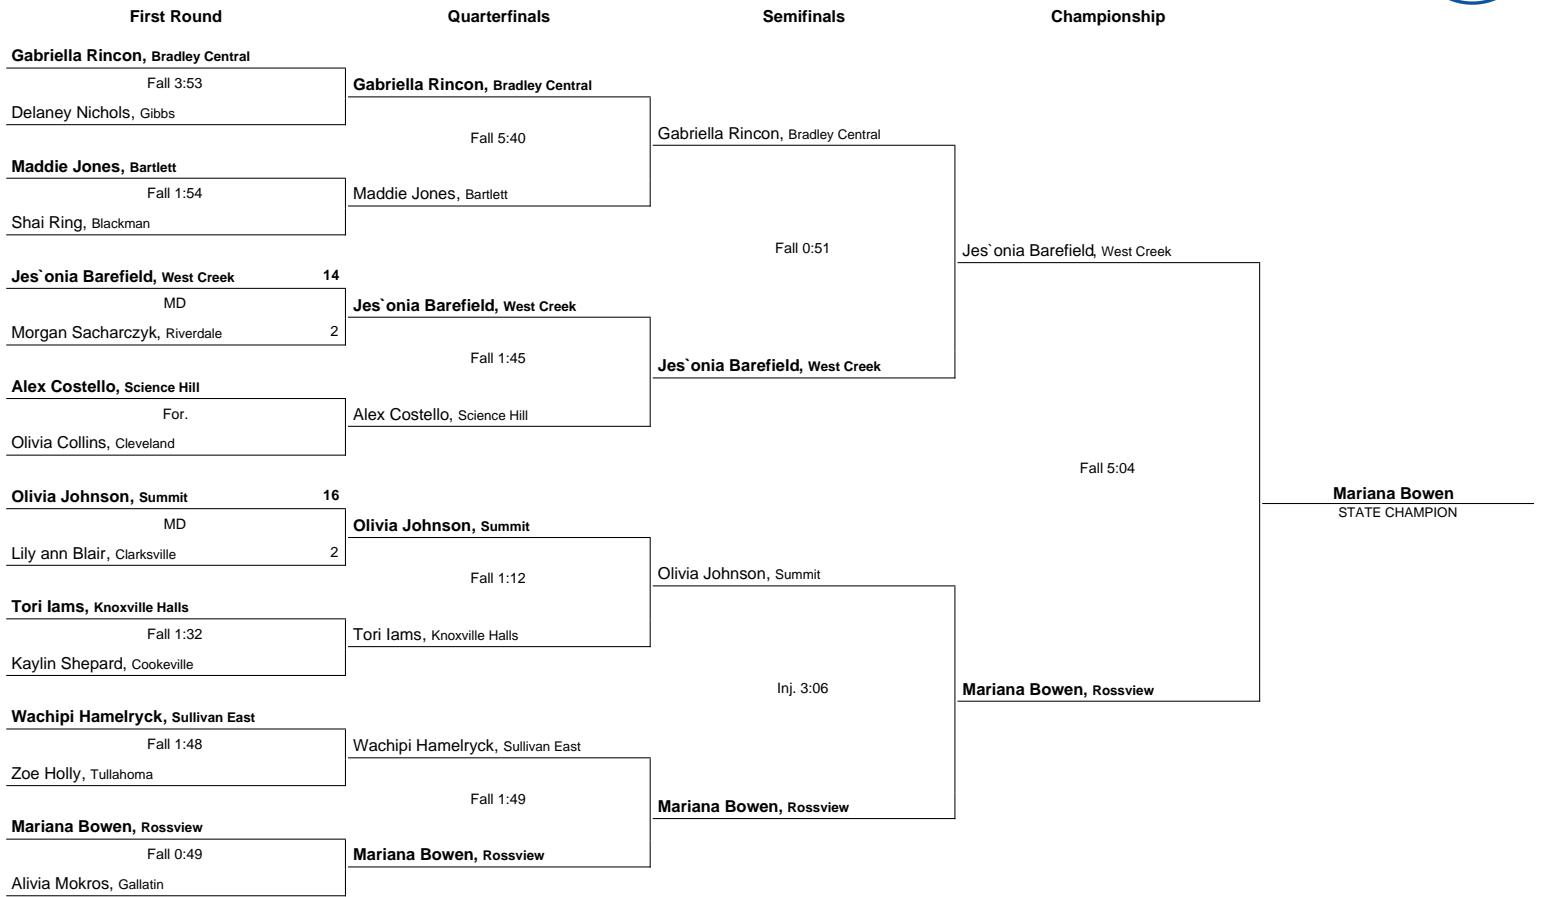 First Round
Quarterfinals
Semifinals
Championship
Gabriella Rincon, Bradley Central
Fall 3:53
Delaney Nichols, Gibbs
Maddie Jones, Bartlett
Fall 1:54
Shai Ring, Blackman
Jes`onia Barefield, West Creek 14
MD
Morgan Sacharczyk, Riverdale 2
Alex Costello, Science Hill
For.
Olivia Collins, Cleveland
Olivia Johnson, Summit 16
MD
Lily ann Blair, Clarksville 2
Tori Iams, Knoxville Halls
Fall 1:32
Kaylin Shepard, Cookeville
Wachipi Hamelryck, Sullivan East
Fall 1:48
Zoe Holly, Tullahoma
Mariana Bowen, Rossview
Fall 0:49
Alivia Mokros, Gallatin
Gabriella Rincon, Bradley Central
Fall 5:40
Maddie Jones, Bartlett
Jes`onia Barefield, West Creek
Fall 1:45
Alex Costello, Science Hill
Olivia Johnson, Summit
Fall 1:12
Tori Iams, Knoxville Halls
Wachipi Hamelryck, Sullivan East
Fall 1:49
Mariana Bowen, Rossview
Gabriella Rincon, Bradley Central
Fall 0:51
Jes`onia Barefield, West Creek
Olivia Johnson, Summit
Inj. 3:06
Mariana Bowen, Rossview
Jes`onia Barefield, West Creek
Fall 5:04
Mariana Bowen, Rossview
Mariana Bowen
STATE CHAMPION